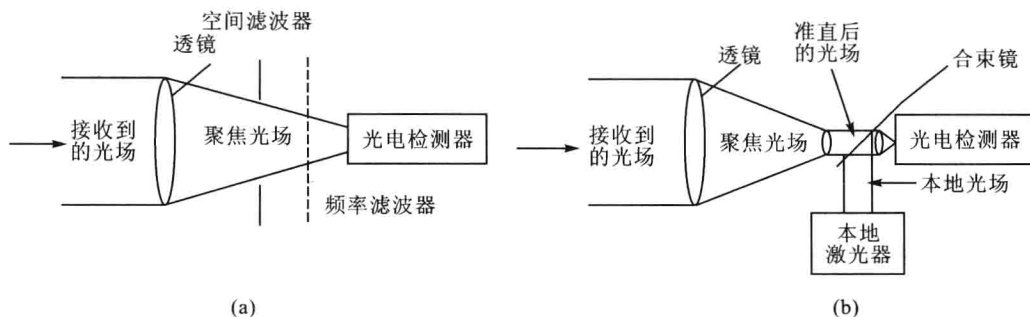 空间滤波器
透镜
接收到
的光场
聚焦光场
光电检测器
频率滤波器
(a)
准直后
的光场
合束镜
透镜
接收到
的光场
聚焦光场
光电检测器
本地光场
本地
激光器
(b)